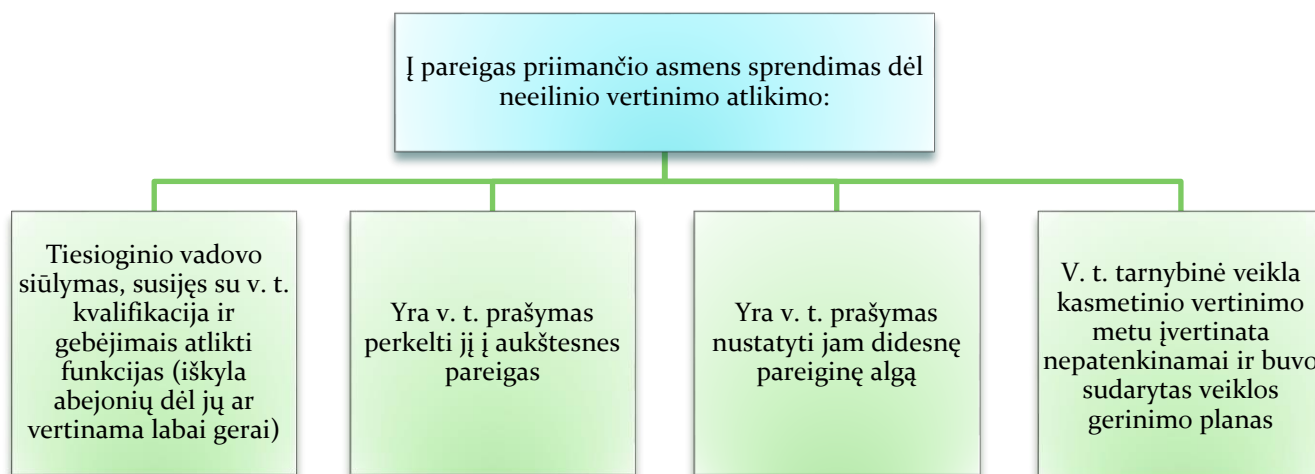 Į pareigas priimančio asmens sprendimas dėl
neeilinio vertinimo atlikimo:
Tiesioginio vadovo
siūlymas, susijęs su v. t.
kvalifikacija ir
gebėjimais atlikti
funkcijas (iškyla
abejonių dėl jų ar
vertinama labai gerai)
Yra v. t. prašymas
perkelti jį į aukštesnes
pareigas
Yra v. t. prašymas
nustatyti jam didesnę
pareiginę algą
V. t. tarnybinė veikla
kasmetinio vertinimo
metu įvertinata
nepatenkinamai ir buvo
sudarytas veiklos
gerinimo planas